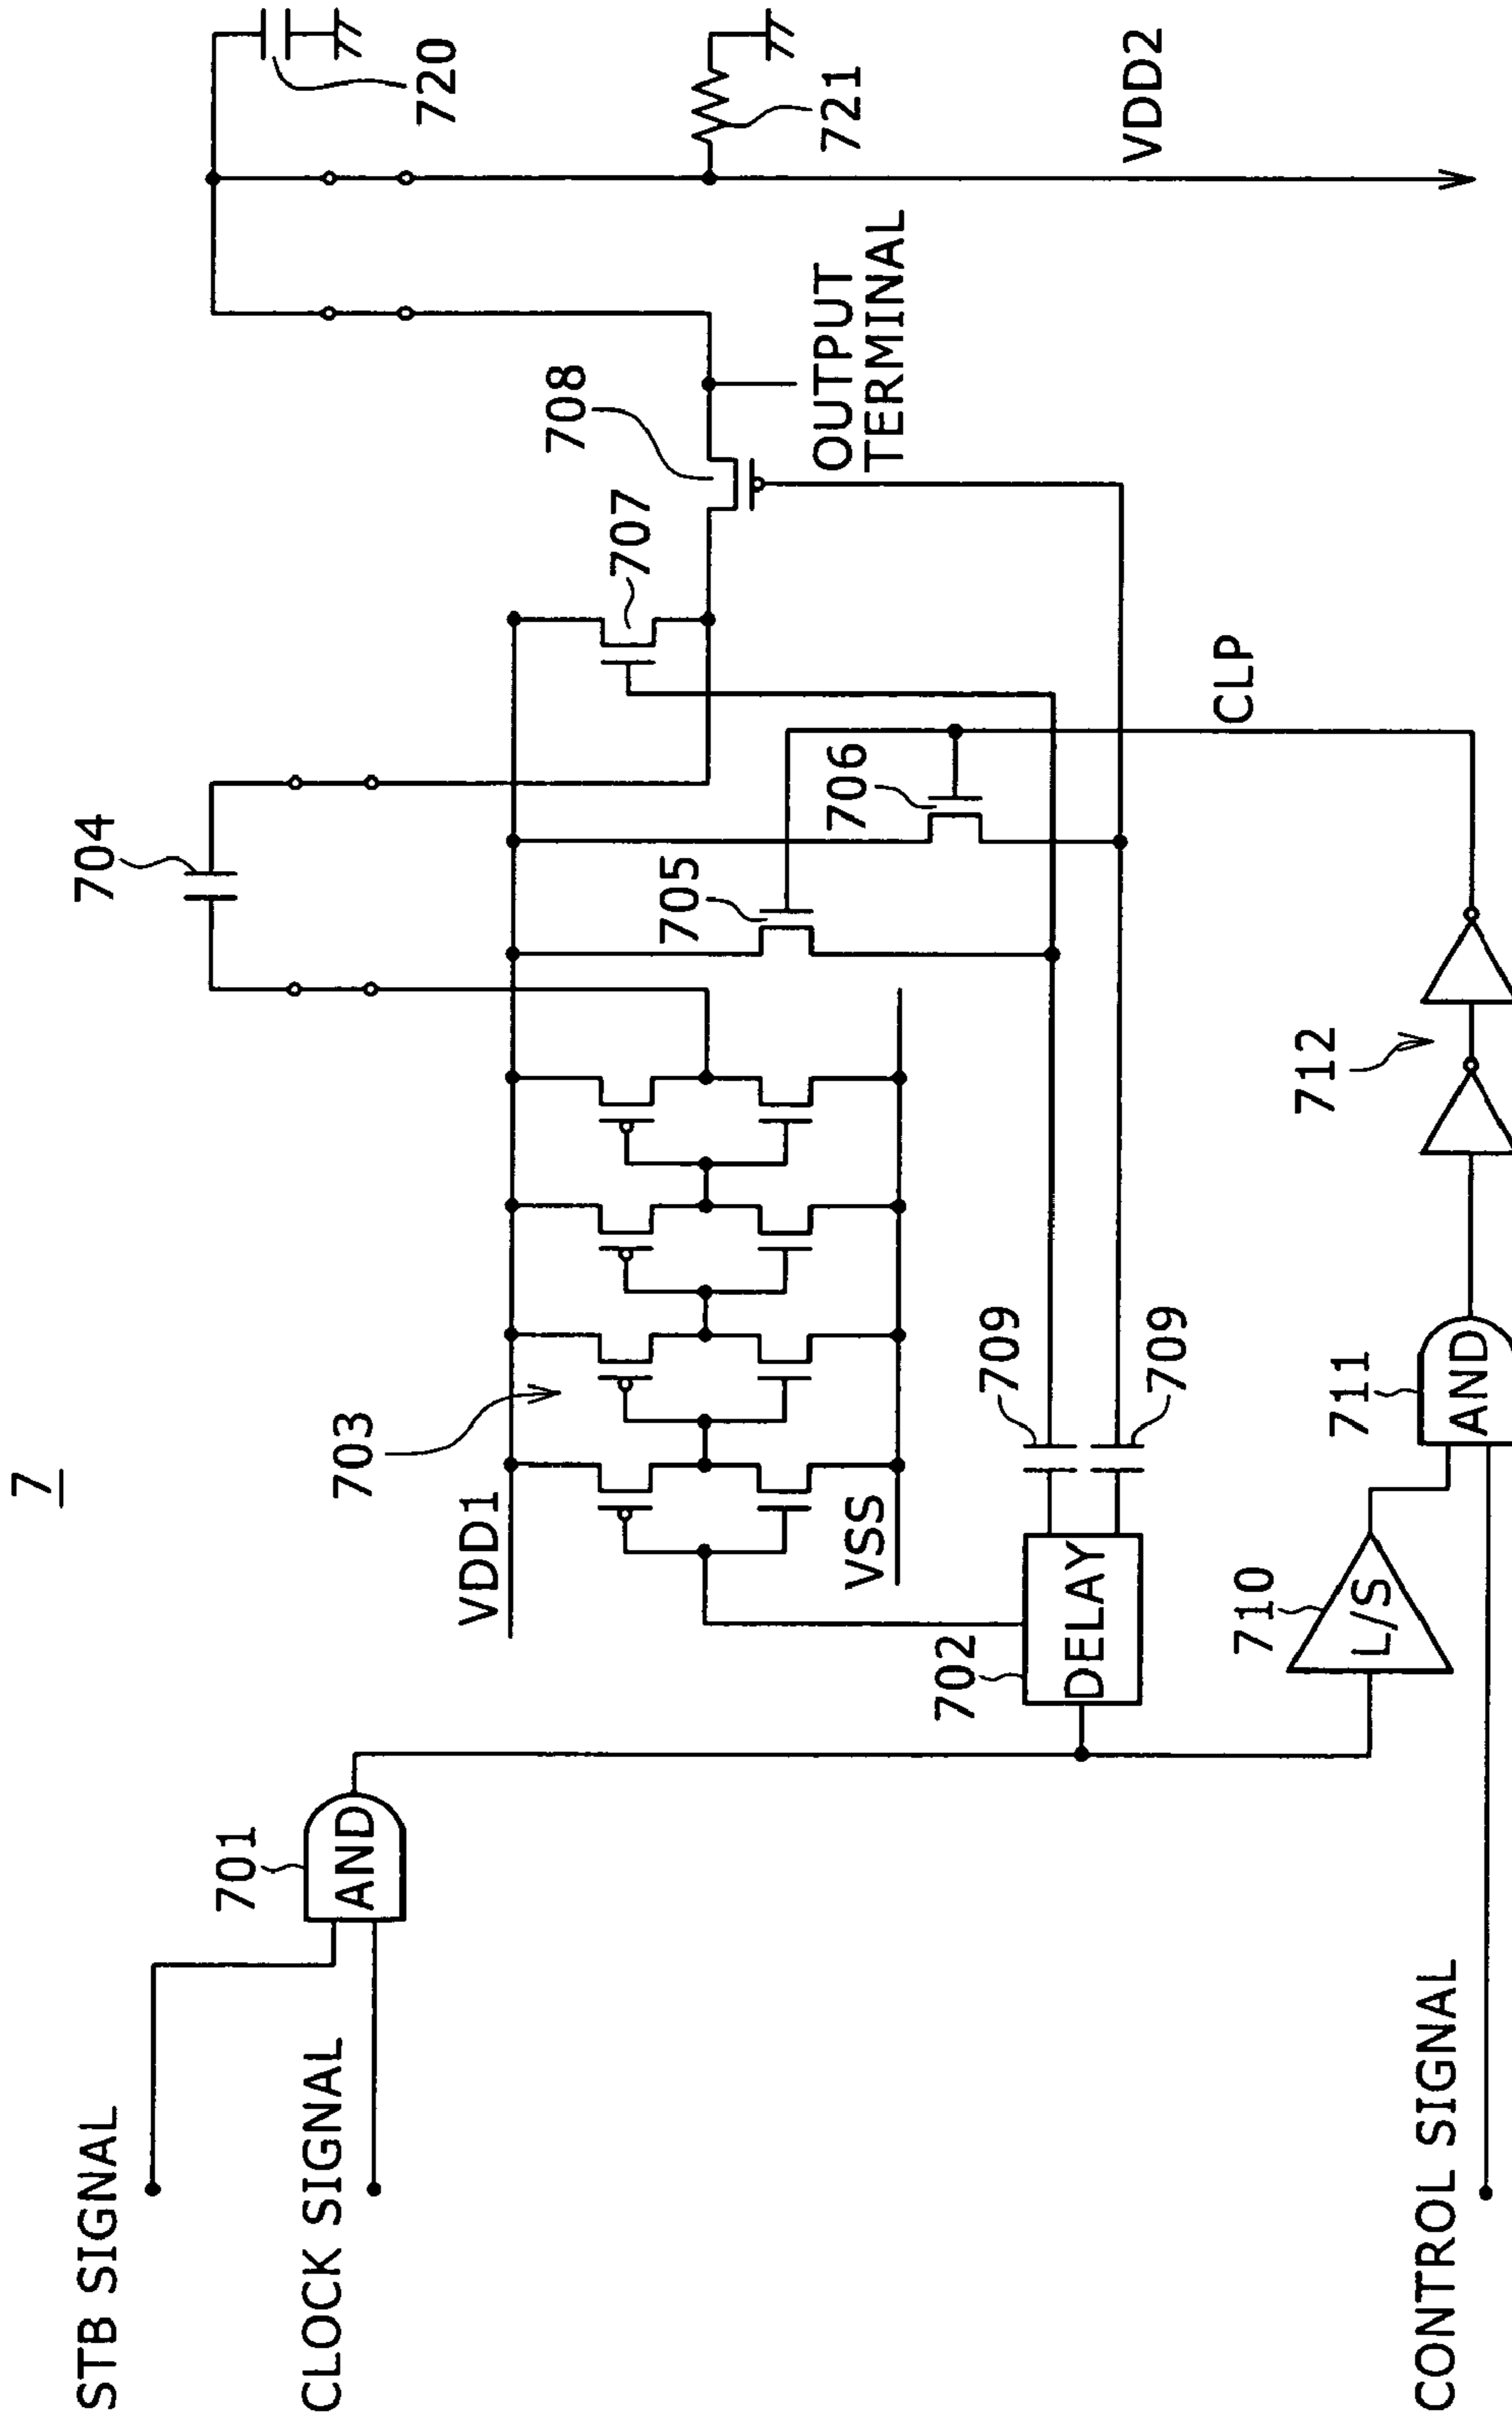 7
STB SIGNAL
CLOCK SIGNAL
CONTROL SIGNAL
701
AND
702
DELAY
703
VDD1
VSS
704
705
706
707
708
709
709
710
L/S
711
AND
712
CLP
OUTPUT
TERMINAL
720
721
VDD2